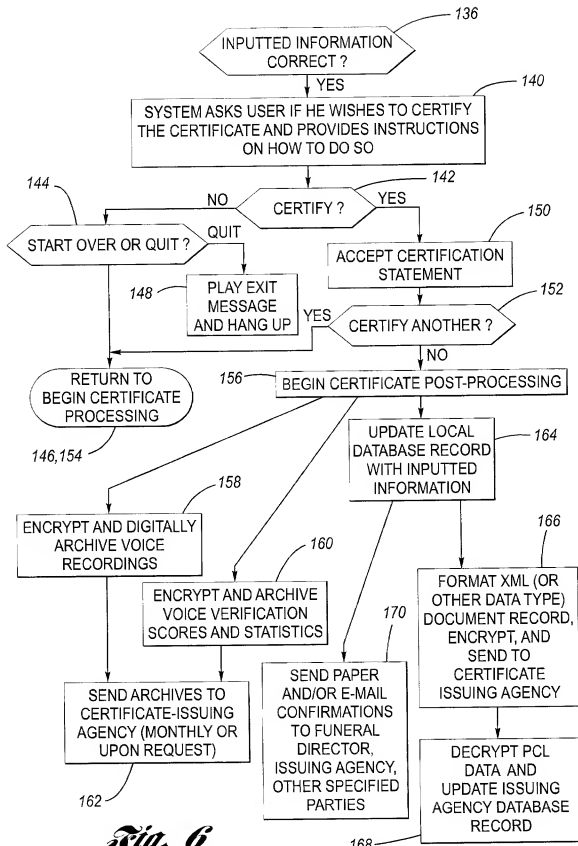 136
INPUTTED INFORMATION
CORRECT ?
YES
140
SYSTEM ASKS USER IF HE WISHES TO CERTIFY
THE CERTIFICATE AND PROVIDES INSTRUCTIONS
ON HOW TO DO SO
142
144
NO
CERTIFY ?
YES
150
START OVER OR QUIT ?
QUIT
ACCEPT CERTIFICATION
STATEMENT
148
PLAY EXIT
MESSAGE
AND HANG UP
152
YES
CERTIFY ANOTHER ?
NO
RETURN TO
BEGIN CERTIFICATE
PROCESSING
146,154
156
BEGIN CERTIFICATE POST-PROCESSING
UPDATE LOCAL
DATABASE RECORD
WITH INPUTTED
INFORMATION
164
158
ENCRYPT AND DIGITALLY
ARCHIVE VOICE
RECORDINGS
160
ENCRYPT AND ARCHIVE
VOICE VERIFICATION
SCORES AND STATISTICS
166
FORMAT XML (OR
OTHER DATA TYPE)
DOCUMENT RECORD,
ENCRYPT, AND
SEND TO
CERTIFICATE
ISSUING AGENCY
170
SEND PAPER
AND/OR E-MAIL
CONFIRMATIONS
TO FUNERAL
DIRECTOR,
ISSUING AGENCY,
OTHER SPECIFIED
PARTIES
SEND ARCHIVES TO
CERTIFICATE-ISSUING
AGENCY (MONTHLY OR
UPON REQUEST)
162
DECRYPT PCL
DATA AND
UPDATE ISSUING
AGENCY DATABASE
RECORD
168
Fig. 6